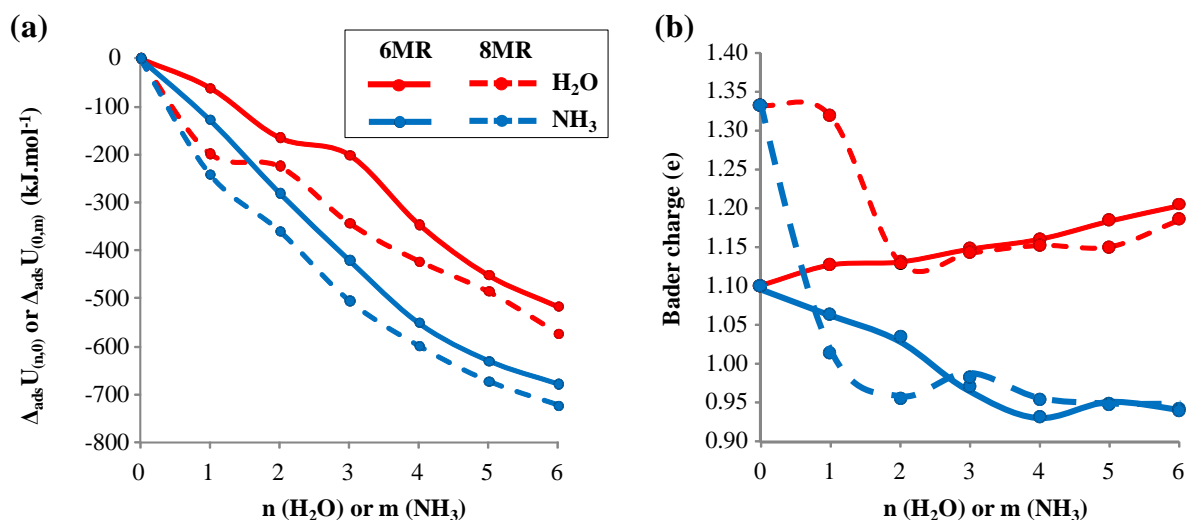 (a)
6MR 8MR
H₂O
NH₃
0
-100
-200
-300
-400
-500
-600
-700
-800
Δads U(n,0) or Δads U(0,m) (kJ.mol⁻¹)
0 1 2 3 4 5 6
n (H₂O) or m (NH₃)
(b)
1.40
1.35
1.30
1.25
1.20
1.15
1.10
1.05
1.00
0.95
0.90
Bader charge (e)
0 1 2 3 4 5 6
n (H₂O) or m (NH₃)